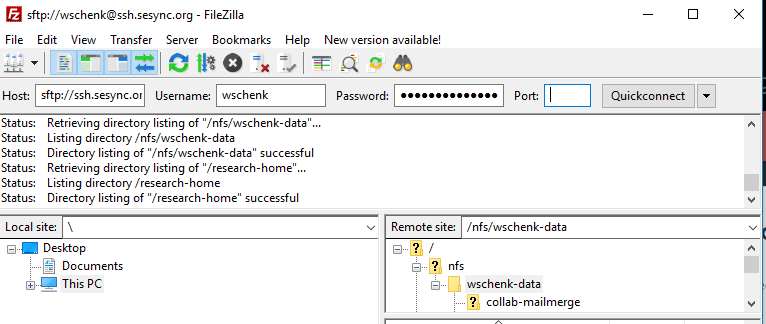 sftp://wschenk@ssh.sesync.org - FileZilla
File Edit View Transfer Server Bookmarks Help New version available!
Host: sftp://ssh.sesync.or Username: wschenk Password: ●●●●●●●●●●●●●● Port: Quickconnect
Status: Retrieving directory listing of "/nfs/wschenk-data"...
Status: Listing directory /nfs/wschenk-data
Status: Directory listing of "/nfs/wschenk-data" successful
Status: Retrieving directory listing of "/research-home"...
Status: Listing directory /research-home
Status: Directory listing of "/research-home" successful
Local site: \ Remote site: /nfs/wschenk-data
Desktop
Documents
This PC
/
nfs
wschenk-data
collab-mailmerge